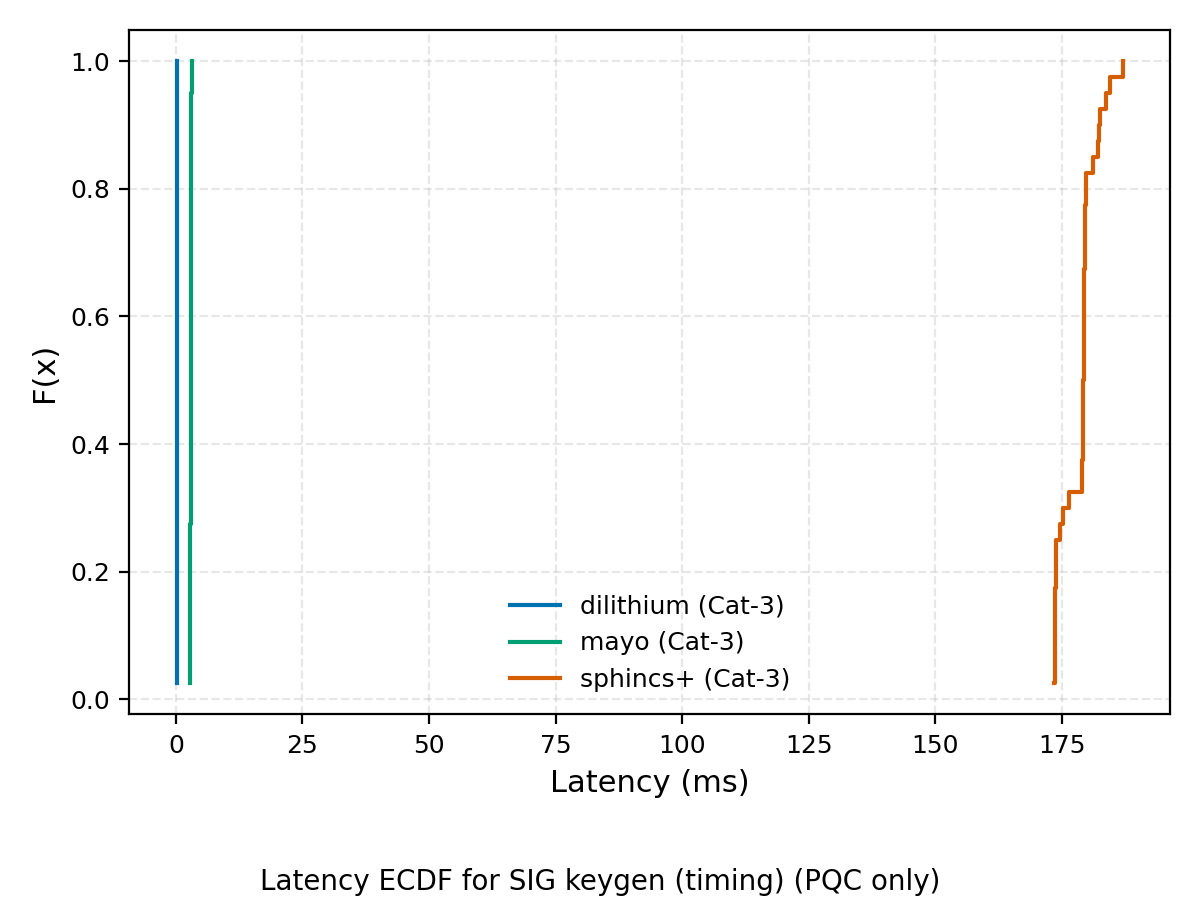 1.0
0.8
0.6
0.4
0.2
0.0
F(x)
dilithium (Cat-3)
mayo (Cat-3)
sphincs+ (Cat-3)
0 25 50 75 100 125 150 175
Latency (ms)
Latency ECDF for SIG keygen (timing) (PQC only)